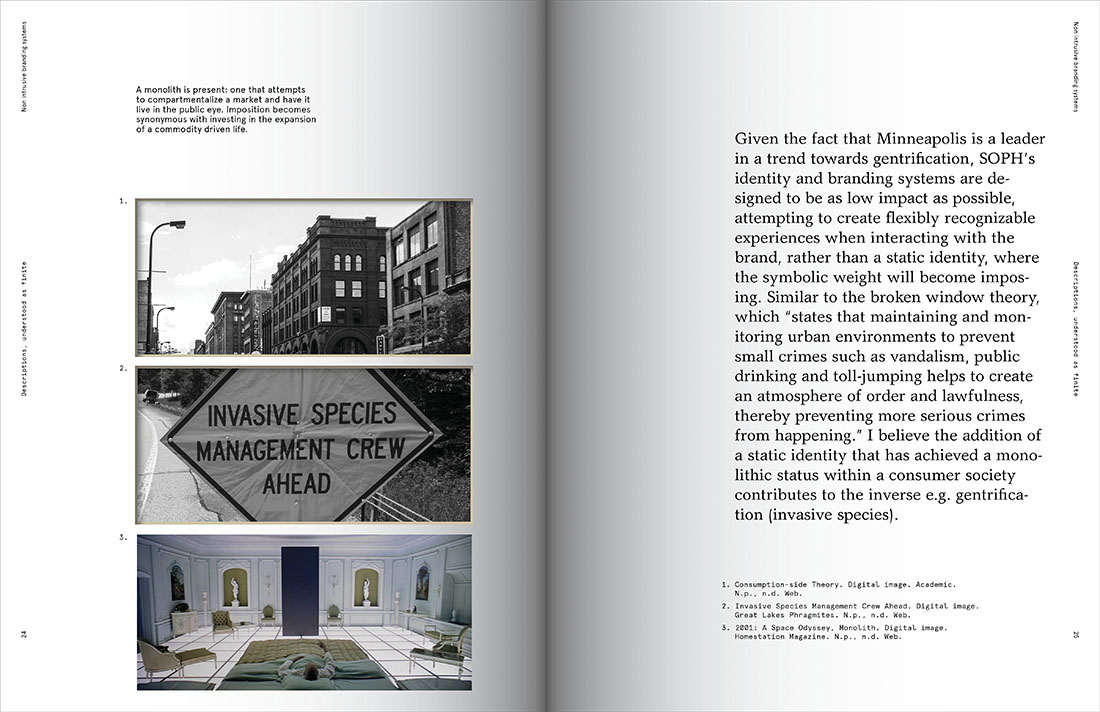 Non intrusive branding systems
Descriptions, understood as finite
24
A monolith is present: one that attempts
to compartmentalize a market and have it
live in the public eye. Imposition becomes
synonymous with investing in the expansion
of a commodity driven life.
1.
2.
INVASIVE SPECIES
MANAGEMENT CREW
AHEAD
3.
Given the fact that Minneapolis is a leader
in a trend towards gentrification, SOPH's
identity and branding systems are de-
signed to be as low impact as possible,
attempting to create flexibly recognizable
experiences when interacting with the
brand, rather than a static identity, where
the symbolic weight will become impos-
ing. Similar to the broken window theory,
which “states that maintaining and mon-
itoring urban environments to prevent
small crimes such as vandalism, public
drinking and toll-jumping helps to create
an atmosphere of order and lawfulness,
thereby preventing more serious crimes
from happening.” I believe the addition of
a static identity that has achieved a mono-
lithic status within a consumer society
contributes to the inverse e.g. gentrifica-
tion (invasive species).
1. Consumption-side Theory. Digital image. Academic.
N.p., n.d. Web.
2. Invasive Species Management Crew Ahead. Digital image.
Great Lakes Phragmites. N.p., n.d. Web.
3. 2001: A Space Odyssey, Monolith. Digital image.
Homestation Magazine. N.p., n.d. Web.
Non intrusive branding systems
Descriptions, understood as finite
25